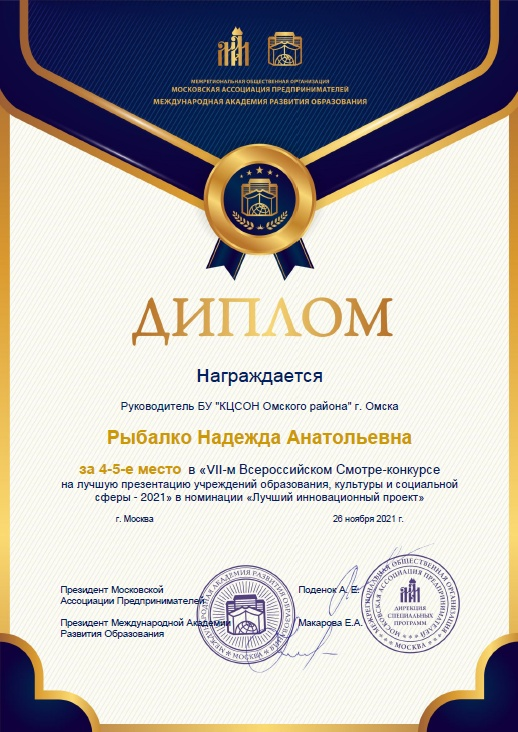 МЕЖРЕГИОНАЛЬНАЯ ОБЩЕСТВЕННАЯ ОРГАНИЗАЦИЯ
МОСКОВСКАЯ АССОЦИАЦИЯ ПРЕДПРИНИМАТЕЛЕЙ
МЕЖДУНАРОДНАЯ АКАДЕМИЯ РАЗВИТИЯ ОБРАЗОВАНИЯ
ДИПЛОМ
Награждается
Руководитель БУ "КЦСОН Омского района" г. Омска
Рыбалко Надежда Анатольевна
за 4-5-е место в «VII-м Всероссийском Смотре-конкурсе
на лучшую презентацию учреждений образования, культуры и социальной
сферы - 2021» в номинации «Лучший инновационный проект»
г. Москва 26 ноября 2021 г.
Президент Московской
Ассоциации Предпринимателей
Поденок А. Е.
Президент Международной Академии
Развития Образования
Макарова Е.А.
МЕЖДУНАРОДНАЯ АКАДЕМИЯ РАЗВИТИЯ ОБРАЗОВАНИЯ
МОСКВА
МЕЖРЕГИОНАЛЬНАЯ ОБЩЕСТВЕННАЯ ОРГАНИЗАЦИЯ
МОСКОВСКАЯ АССОЦИАЦИЯ ПРЕДПРИНИМАТЕЛЕЙ
ДИРЕКЦИЯ
СПЕЦИАЛЬНЫХ
ПРОГРАММ
МОСКВА